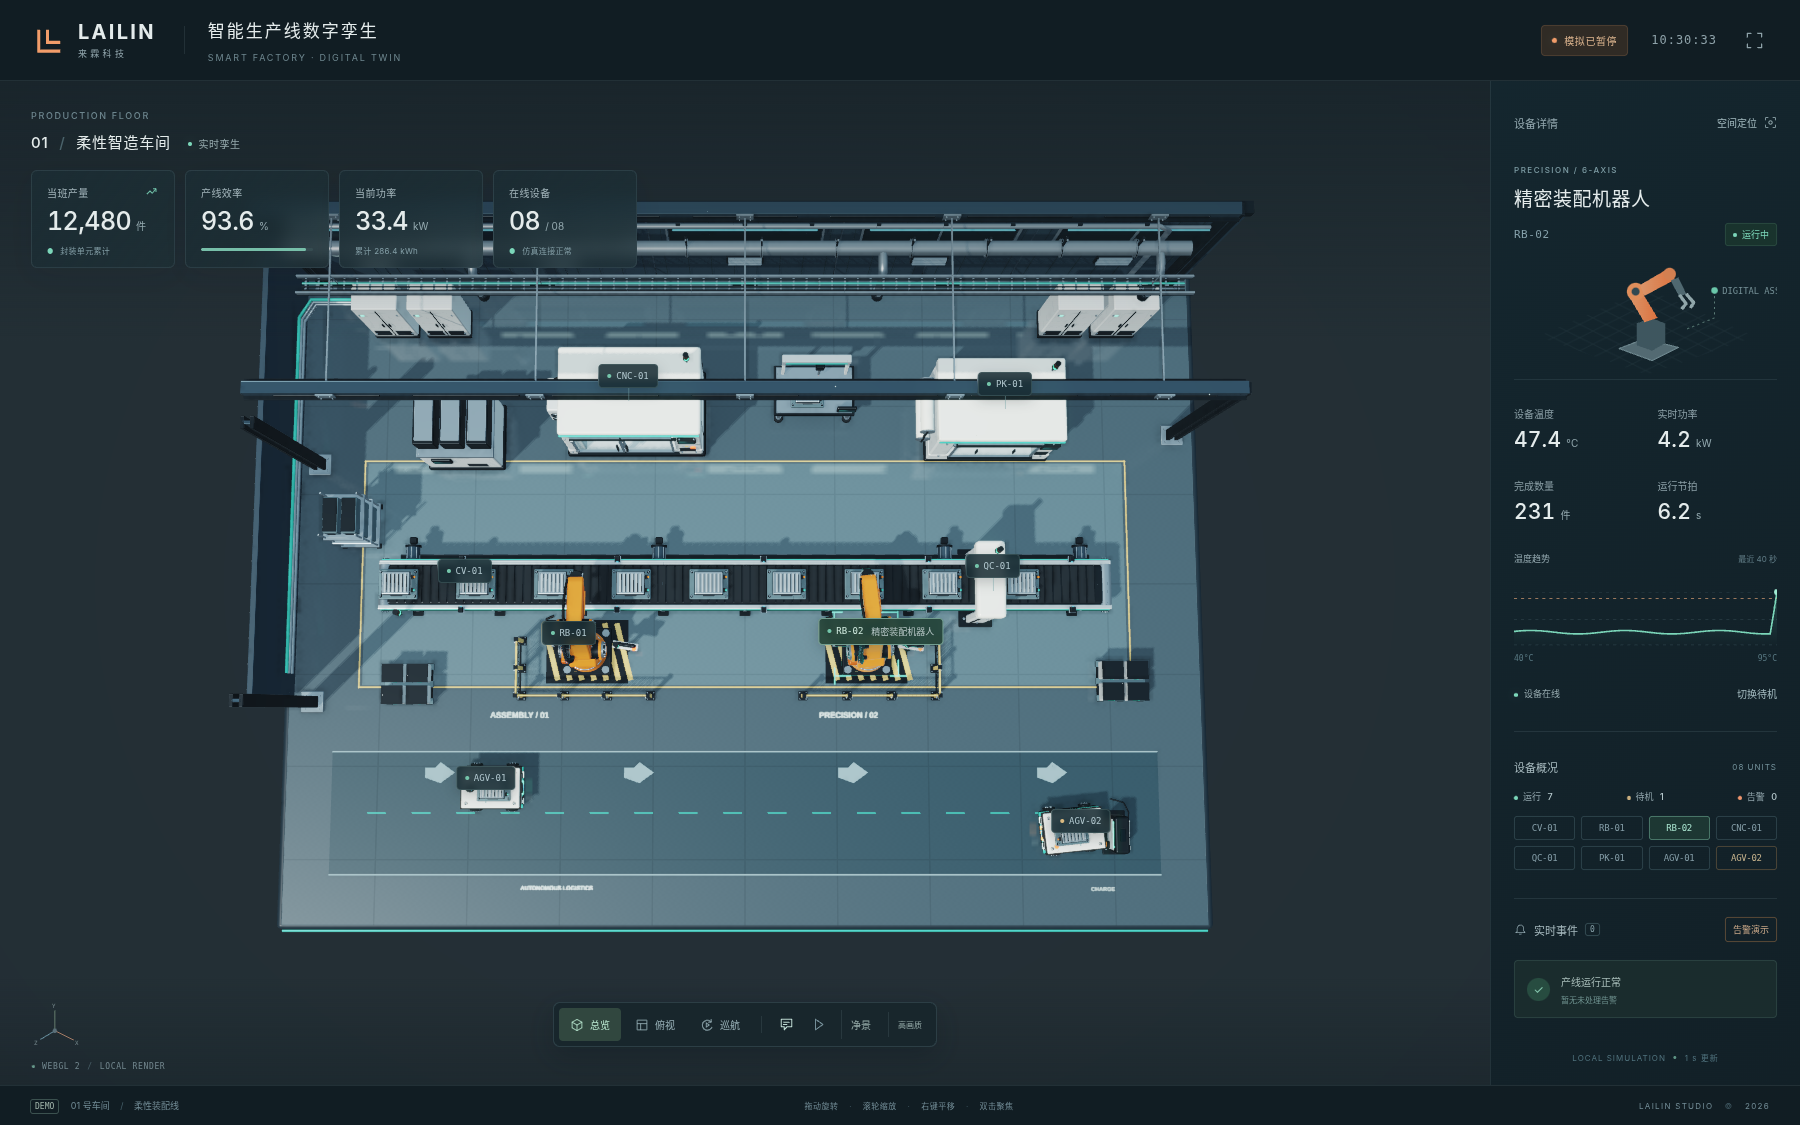 LAILIN
来霖科技
智能生产线数字孪生
SMART FACTORY · DIGITAL TWIN
模拟已暂停
10:30:33
PRODUCTION FLOOR
01 / 柔性智造车间
实时孪生
当班产量
12,480 件
封装单元累计
产线效率
93.6 %
当前功率
33.4 kW
累计 286.4 kWh
在线设备
08 / 08
仿真连接正常
CNC-01
PK-01
CV-01
QC-01
RB-01
RB-02 精密装配机器人
ASSEMBLY / 01
PRECISION / 02
AGV-01
AGV-02
AUTONOMOUS LOGISTICS
CHARGE
Y
Z
X
WEBGL 2 / LOCAL RENDER
总览
俯视
巡航
净景
高画质
设备详情
空间定位
PRECISION / 6-AXIS
精密装配机器人
RB-02
运行中
DIGITAL AS
设备温度
47.4 °C
实时功率
4.2 kW
完成数量
231 件
运行节拍
6.2 s
温度趋势
最近 40 秒
40°C
95°C
设备在线
切换待机
设备概况
08 UNITS
运行 7
待机 1
告警 0
CV-01
RB-01
RB-02
CNC-01
QC-01
PK-01
AGV-01
AGV-02
实时事件 0
告警演示
产线运行正常
暂无未处理告警
LOCAL SIMULATION • 1 s 更新
DEMO 01 号车间 / 柔性装配线
拖动旋转 · 滚轮缩放 · 右键平移 · 双击聚焦
LAILIN STUDIO © 2026